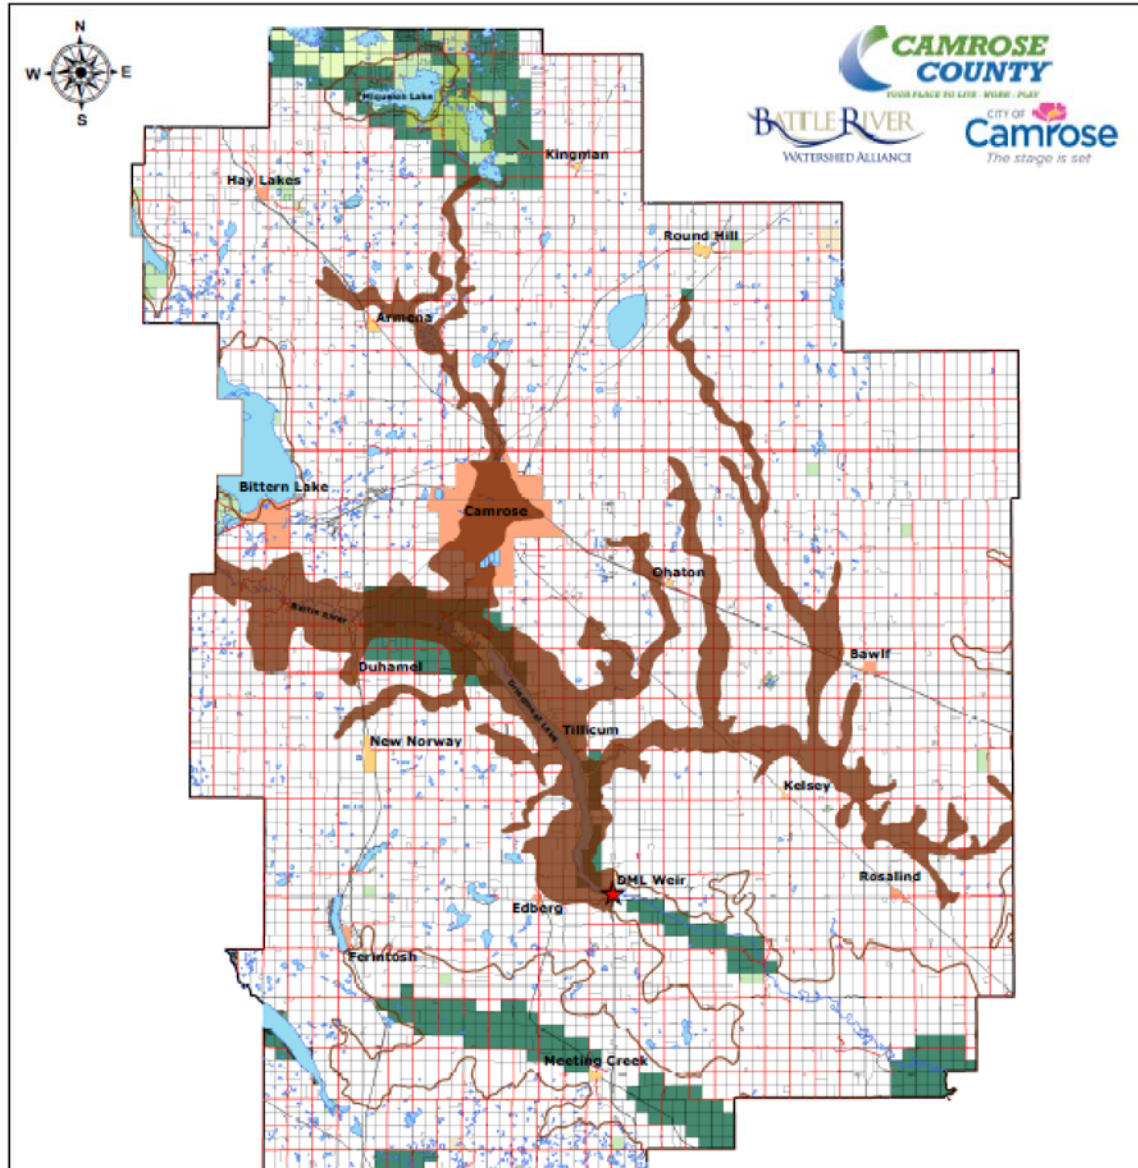 N
W E
S
CAMROSE
COUNTY
YOUR PLACE TO LIVE - WORK - PLAY
BATTLE RIVER
WATERSHED ALLIANCE
CITY OF
Camrose
The stage is set
Miquelon Lake
Kingman
Hay Lakes
Round Hill
Armena
Bittern Lake
Camrose
Ohaton
Battle River
Bawlf
Duhamel
Driedmeat Lake
Tillicum
New Norway
Kelsey
DML Weir
Rosalind
Edberg
Ferintosh
Meeting Creek